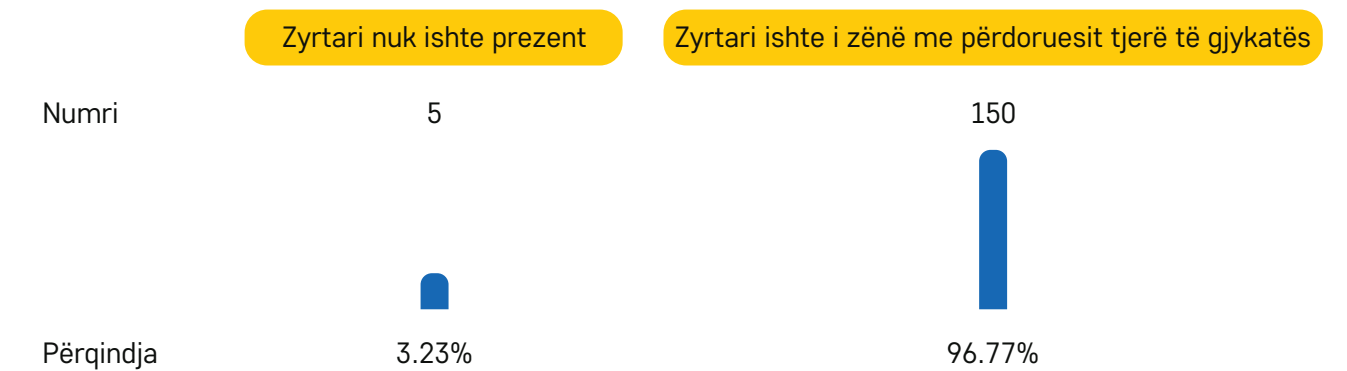 Zyrtari nuk ishte prezent
Zyrtari ishte i zënë me përdoruesit tjerë të gjykatës
Numri 5 150
Përqindja 3.23% 96.77%